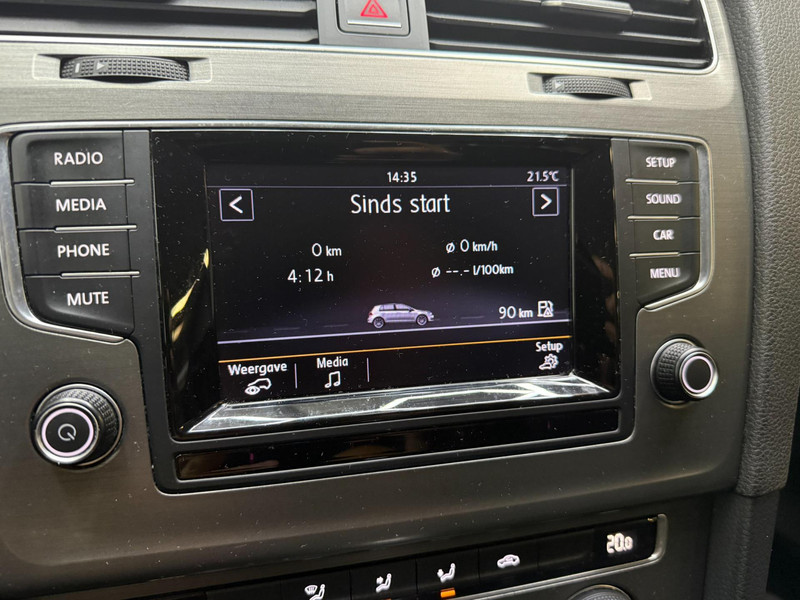 RADIO
MEDIA
PHONE
MUTE
14:35 21.5°C
< Sinds start >
0 km ø 0 km/h
4:12 h ø --.- l/100km
90 km
Weergave Media Setup
SETUP
SOUND
CAR
MENU
20.0